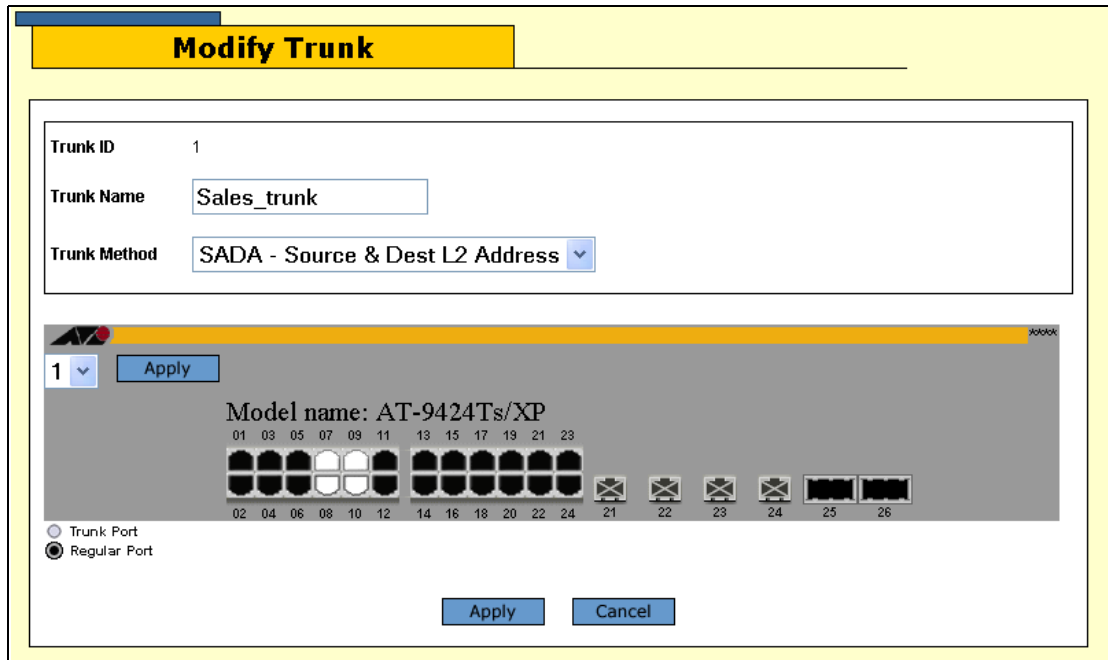 Modify Trunk
Trunk ID 1
Trunk Name Sales_trunk
Trunk Method SADA - Source & Dest L2 Address
1 Apply
Model name: AT-9424Ts/XP
01 03 05 07 09 11 13 15 17 19 21 23
02 04 06 08 10 12 14 16 18 20 22 24 21 22 23 24 25 26
Trunk Port
Regular Port
Apply Cancel